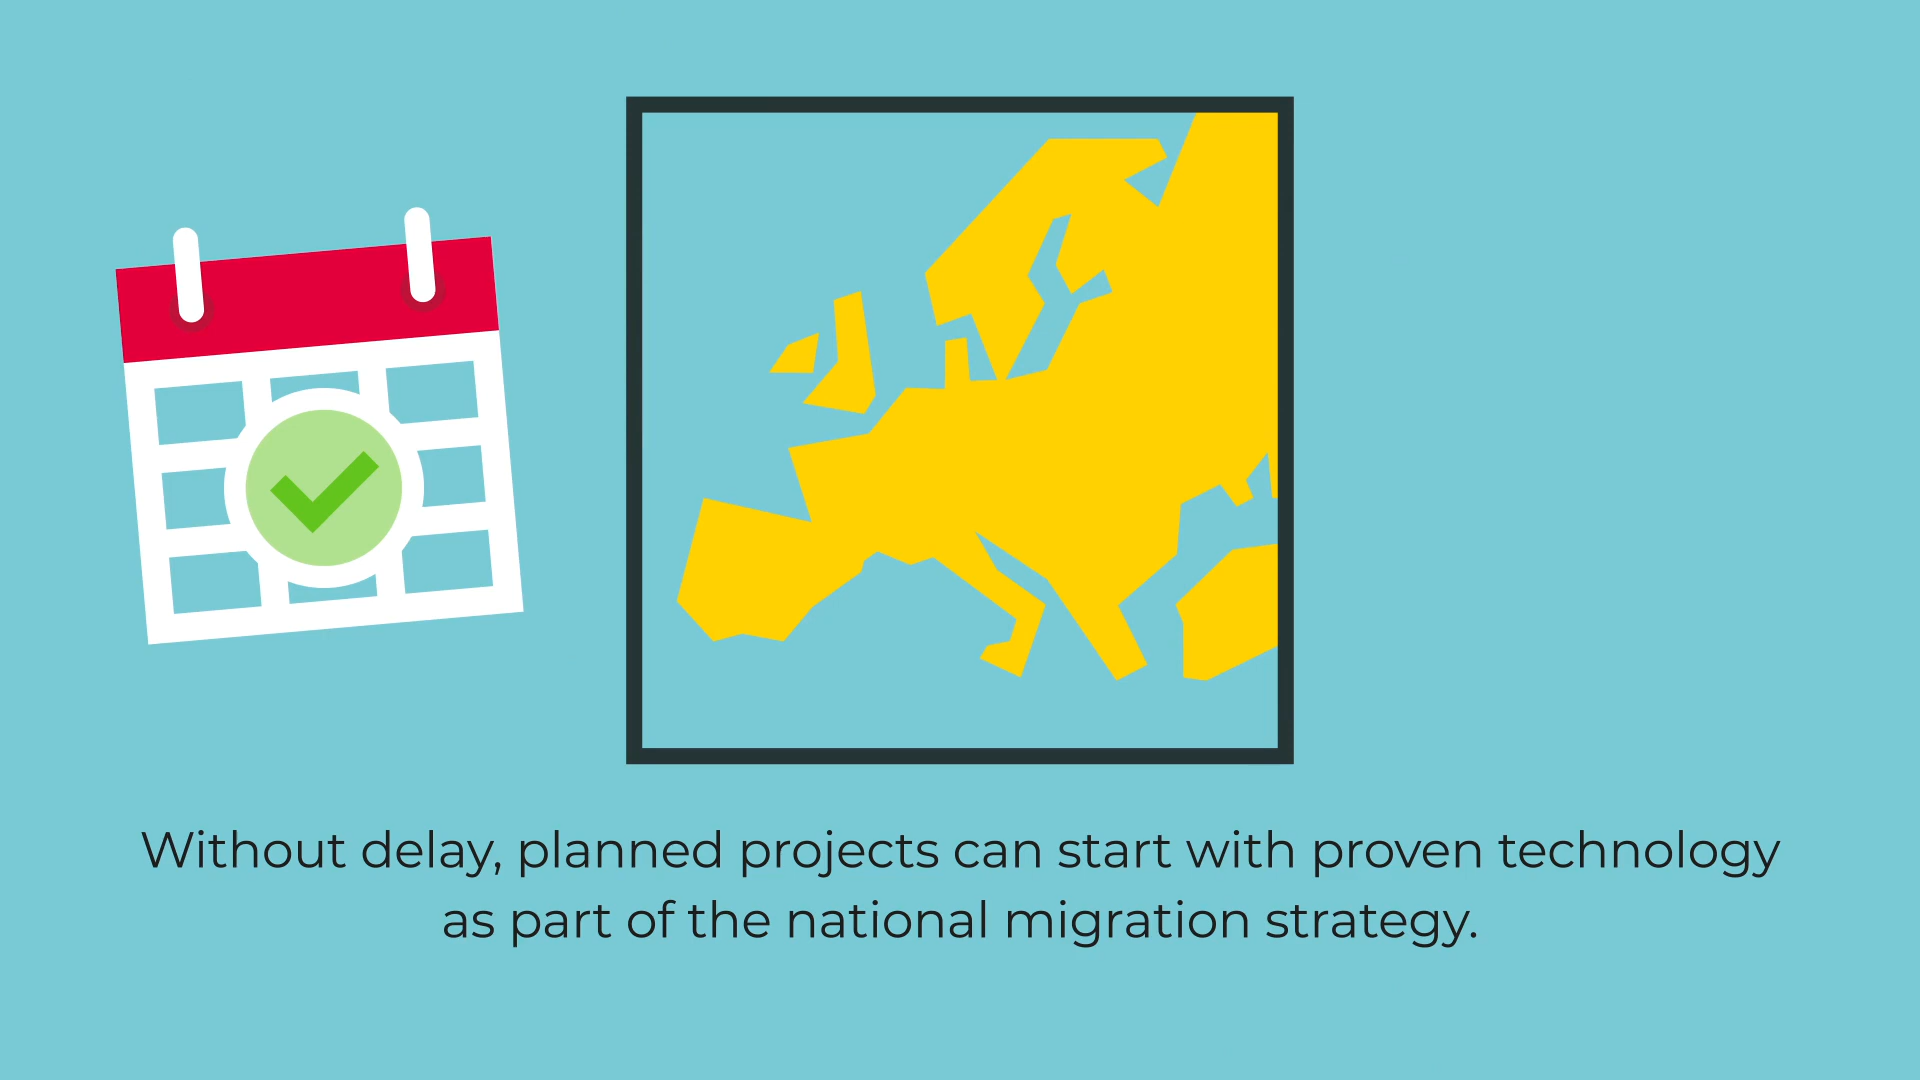 Without delay, planned projects can start with proven technology
as part of the national migration strategy.